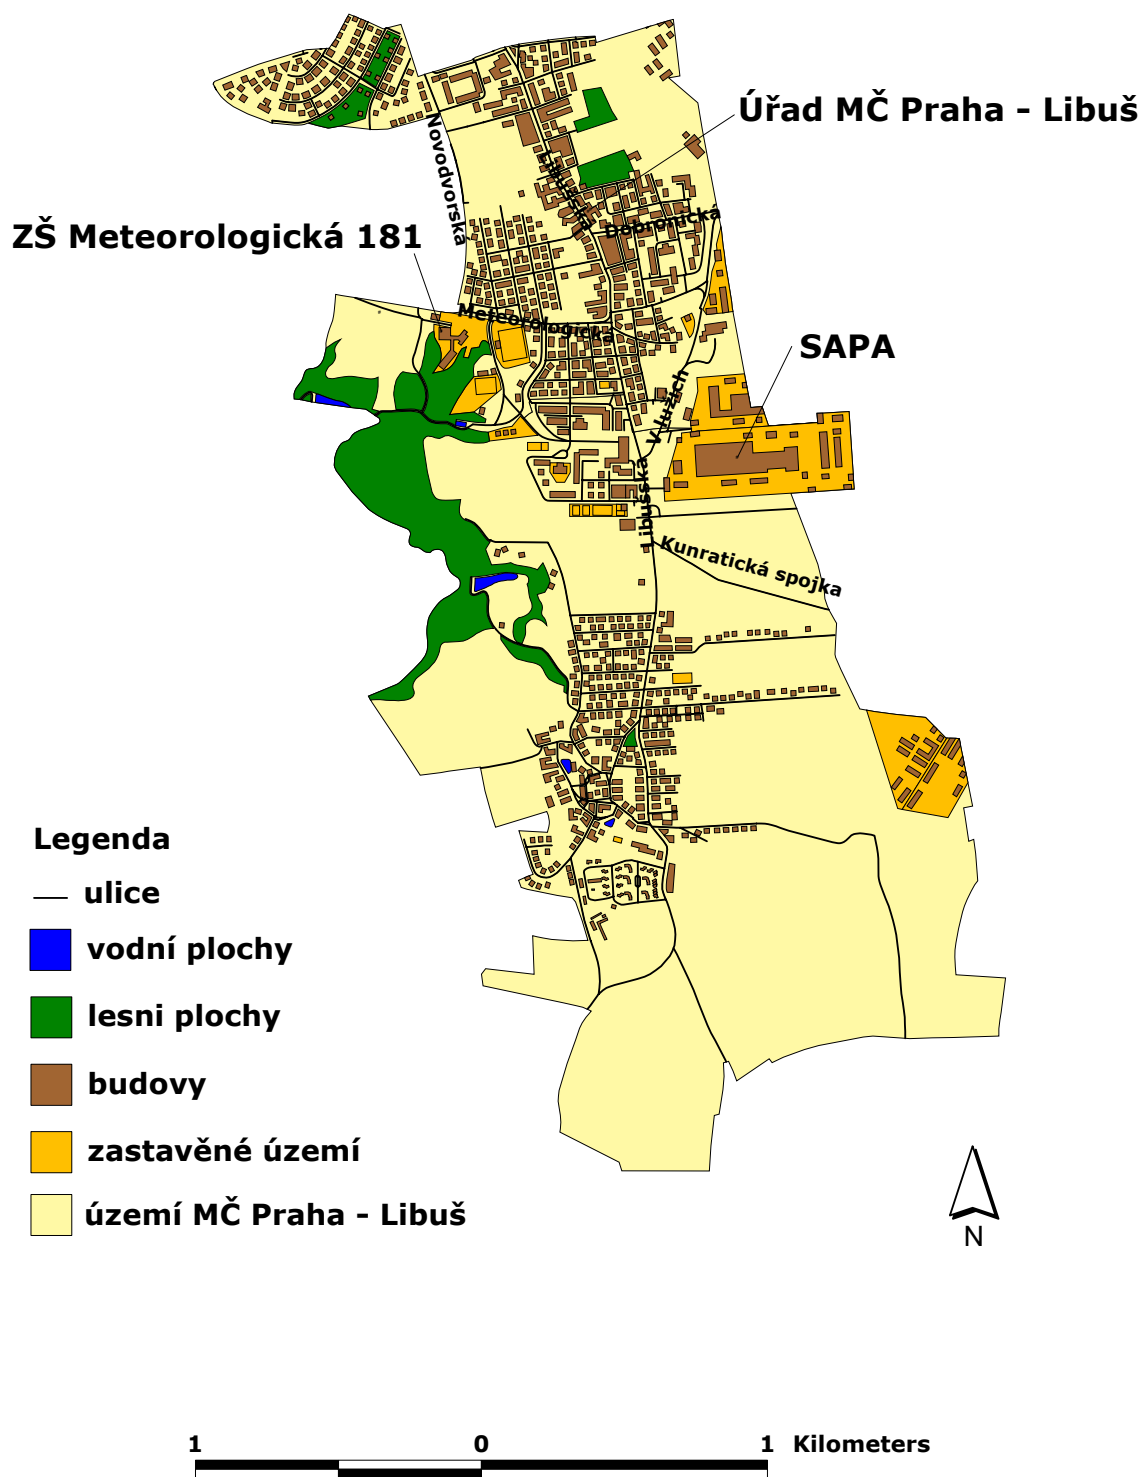 Úřad MČ Praha - Libuš
Novodvorská
Libušská
Dobronická
ZŠ Meteorologická 181
Meteorologická
SAPA
V Lužích
Libušská
Kunratická spojka
Legenda
ulice
vodní plochy
lesni plochy
budovy
zastavěné území
území MČ Praha - Libuš
N
1 0 1 Kilometers